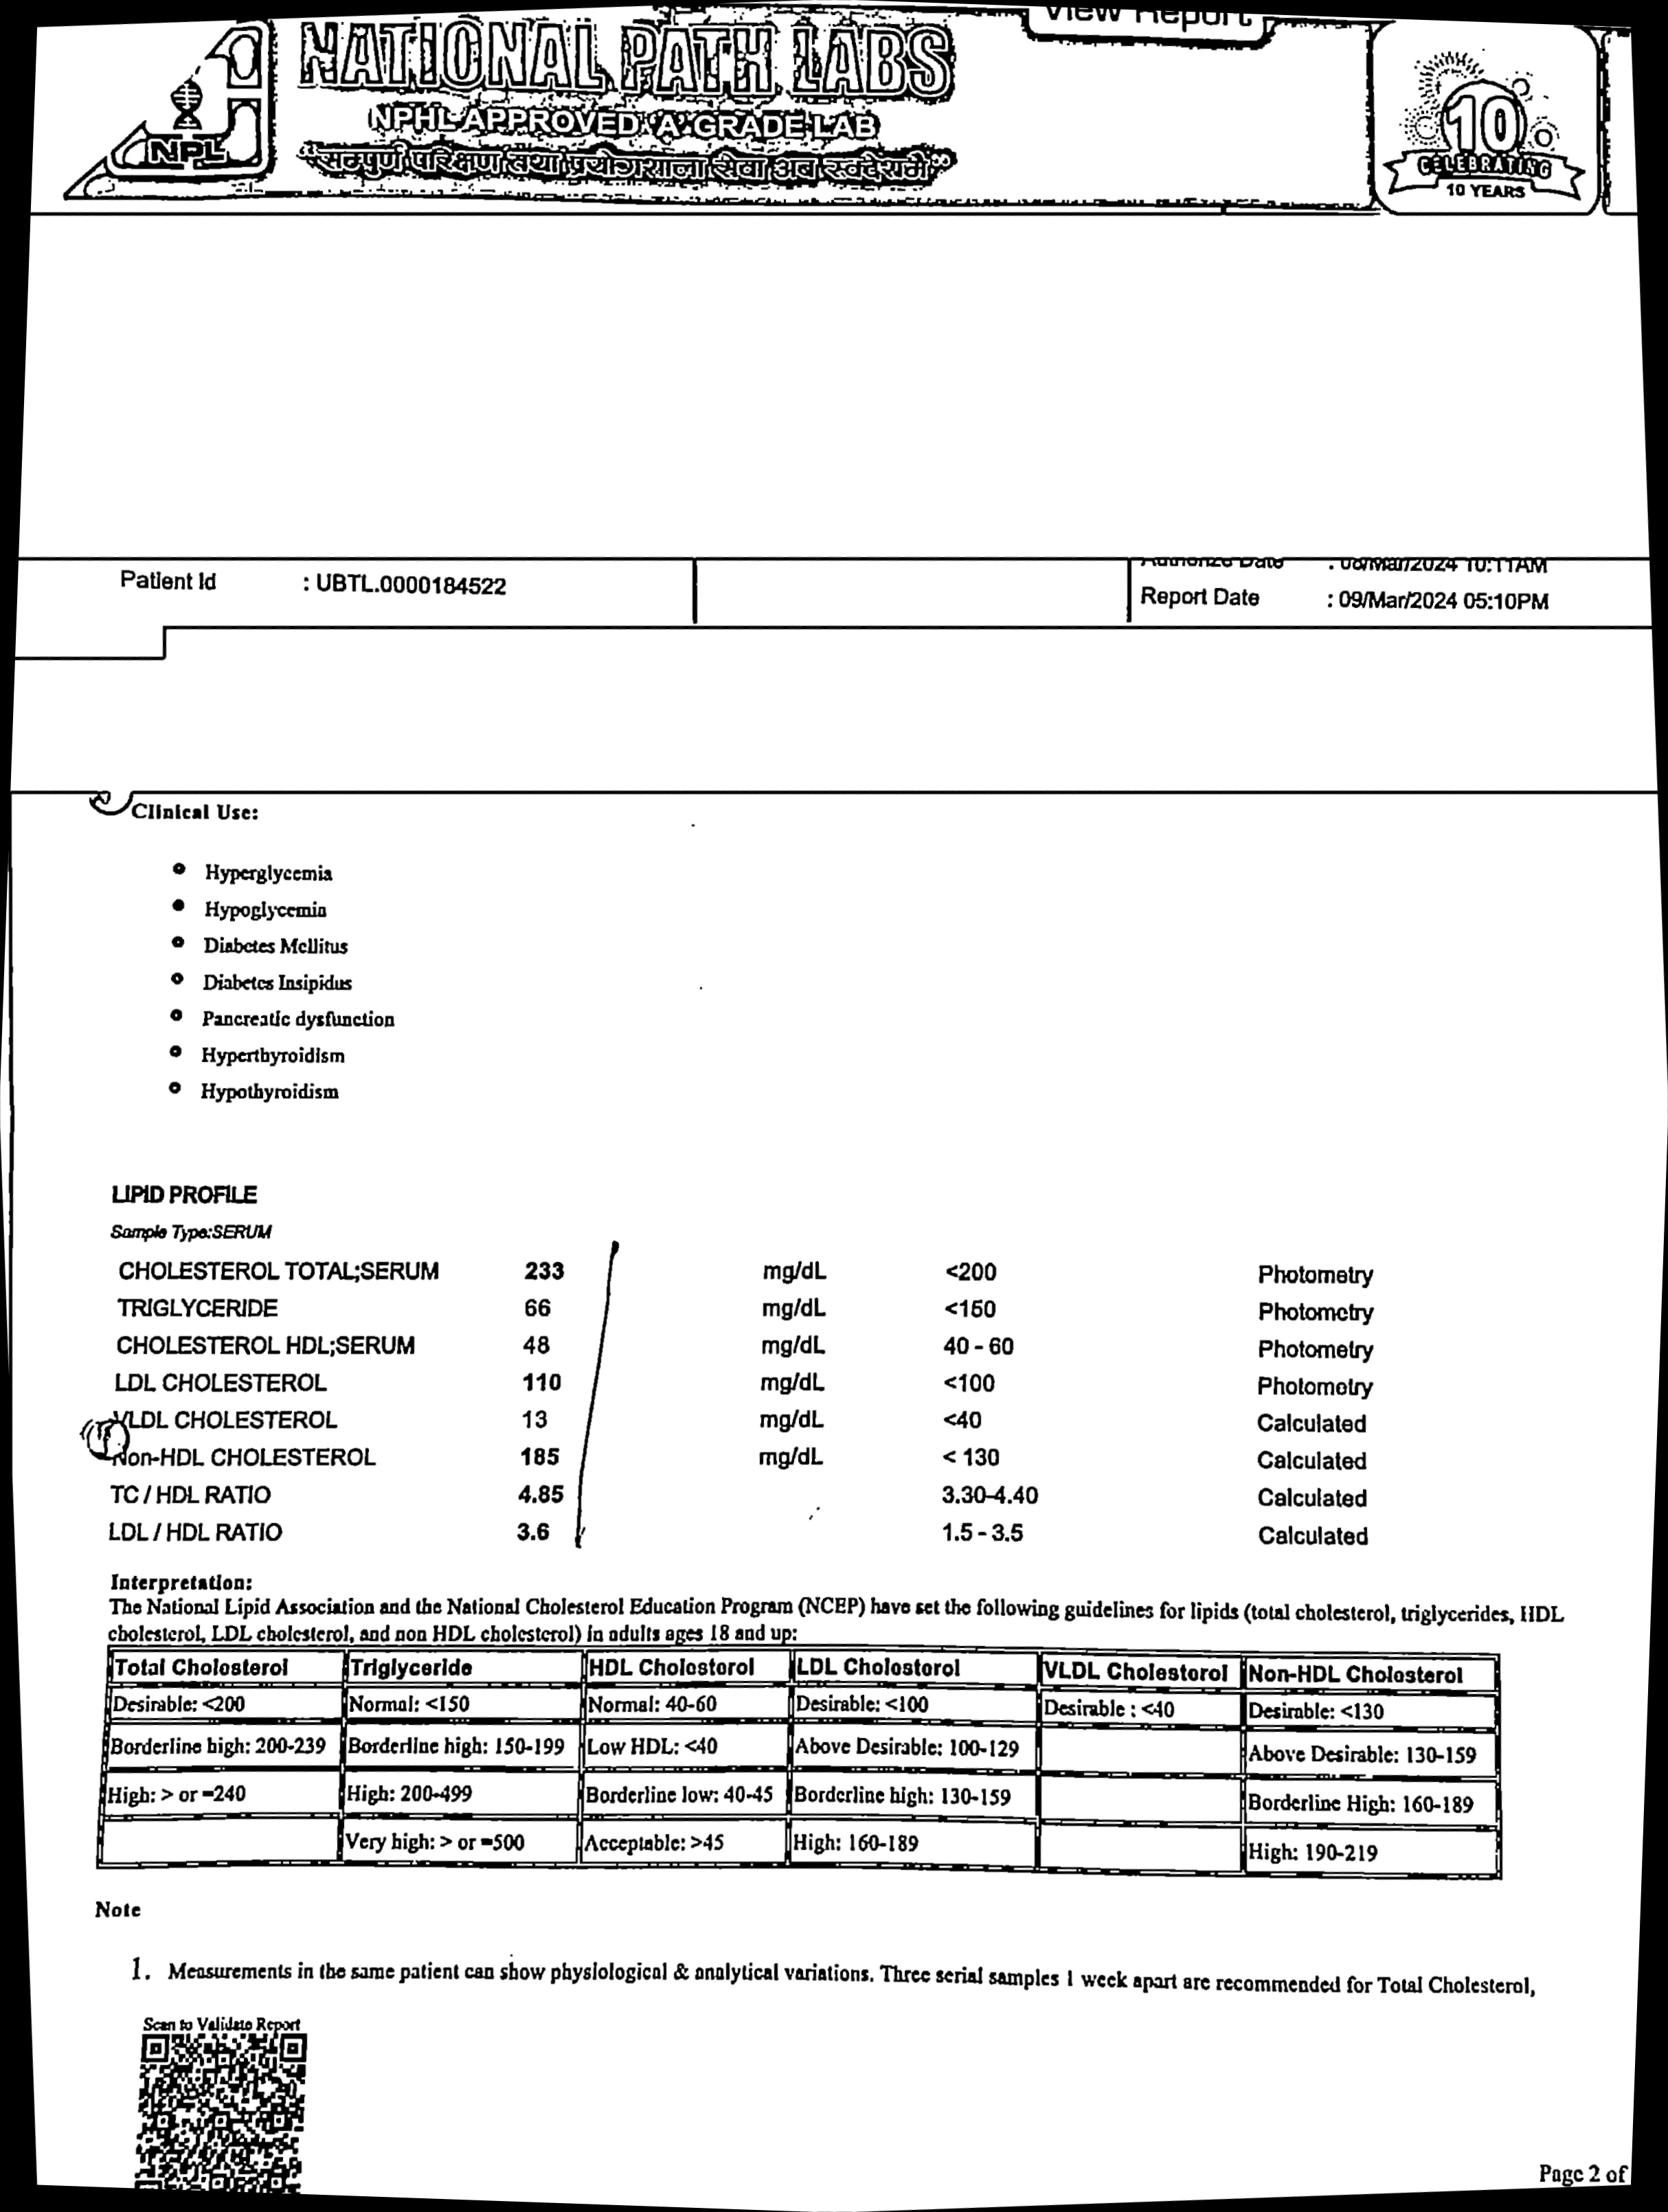 View Report
NATIONAL PATH LABS
NPHL APPROVED 'A' GRADE LAB
"सम्पूर्ण परिक्षण तथा प्रयोगशाला सेवा अब स्वदेशमै"
NPL
10
CELEBRATING
10 YEARS
Patient Id : UBTL.0000184522
Authorize Date : 08/Mar/2024 10:11AM
Report Date : 09/Mar/2024 05:10PM
Clinical Use:
Hyperglycemia
Hypoglycemia
Diabetes Mellitus
Diabetes Insipidus
Pancreatic dysfunction
Hyperthyroidism
Hypothyroidism
LIPID PROFILE
Sample Type:SERUM
CHOLESTEROL TOTAL;SERUM 233 mg/dL <200 Photometry
TRIGLYCERIDE 66 mg/dL <150 Photometry
CHOLESTEROL HDL;SERUM 48 mg/dL 40 - 60 Photometry
LDL CHOLESTEROL 110 mg/dL <100 Photometry
VLDL CHOLESTEROL 13 mg/dL <40 Calculated
Non-HDL CHOLESTEROL 185 mg/dL < 130 Calculated
TC / HDL RATIO 4.85 3.30-4.40 Calculated
LDL / HDL RATIO 3.6 1.5 - 3.5 Calculated
Interpretation:
The National Lipid Association and the National Cholesterol Education Program (NCEP) have set the following guidelines for lipids (total cholesterol, triglycerides, HDL
cholesterol, LDL cholesterol, and non HDL cholesterol) in adults ages 18 and up:
Total Cholesterol Triglyceride HDL Cholesterol LDL Cholesterol VLDL Cholesterol Non-HDL Cholesterol
Desirable: <200 Normal: <150 Normal: 40-60 Desirable: <100 Desirable : <40 Desirable: <130
Borderline high: 200-239 Borderline high: 150-199 Low HDL: <40 Above Desirable: 100-129 Above Desirable: 130-159
High: > or =240 High: 200-499 Borderline low: 40-45 Borderline high: 130-159 Borderline High: 160-189
Very high: > or =500 Acceptable: >45 High: 160-189 High: 190-219
Note
1. Measurements in the same patient can show physiological & analytical variations. Three serial samples 1 week apart are recommended for Total Cholesterol,
Scan to Validate Report
Page 2 of